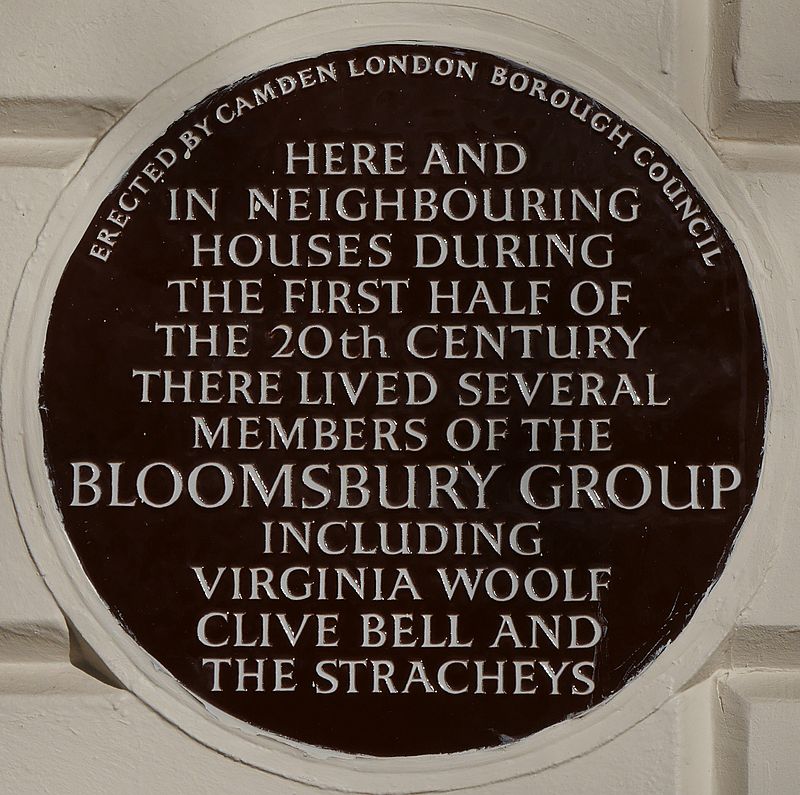 ERECTED BY CAMDEN LONDON BOROUGH COUNCIL
HERE AND
IN NEIGHBOURING
HOUSES DURING
THE FIRST HALF OF
THE 20th CENTURY
THERE LIVED SEVERAL
MEMBERS OF THE
BLOOMSBURY GROUP
INCLUDING
VIRGINIA WOOLF
CLIVE BELL AND
THE STRACHEYS